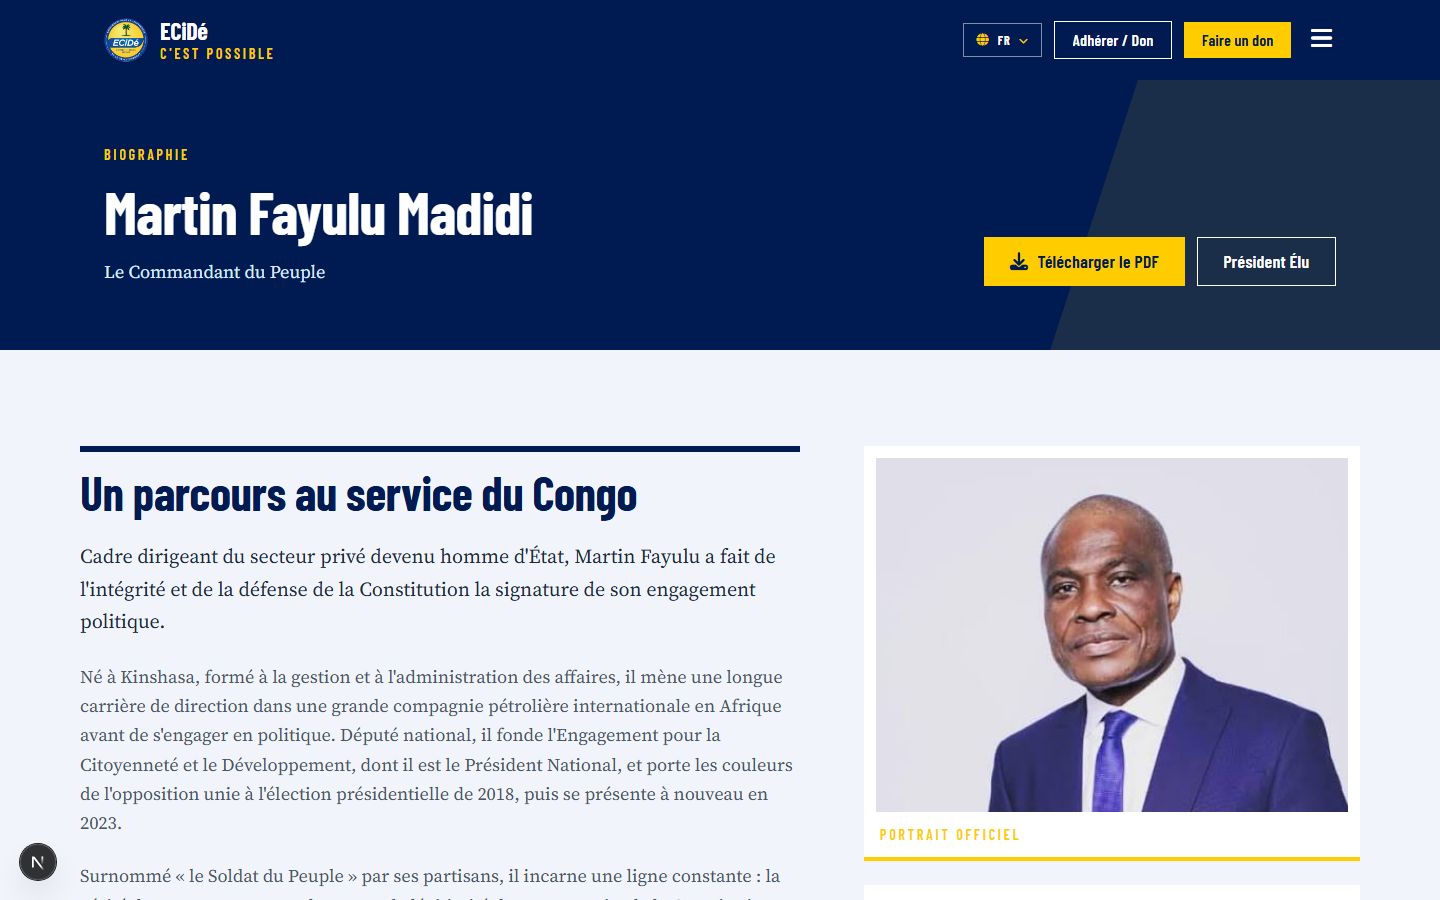 ECiDé
ECiDé
C'EST POSSIBLE
FR
Adhérer / Don
Faire un don
BIOGRAPHIE
Martin Fayulu Madidi
Le Commandant du Peuple
Télécharger le PDF
Président Élu
Un parcours au service du Congo
Cadre dirigeant du secteur privé devenu homme d'État, Martin Fayulu a fait de
l'intégrité et de la défense de la Constitution la signature de son engagement
politique.
Né à Kinshasa, formé à la gestion et à l'administration des affaires, il mène une longue
carrière de direction dans une grande compagnie pétrolière internationale en Afrique
avant de s'engager en politique. Député national, il fonde l'Engagement pour la
Citoyenneté et le Développement, dont il est le Président National, et porte les couleurs
de l'opposition unie à l'élection présidentielle de 2018, puis se présente à nouveau en
2023.
Surnommé « le Soldat du Peuple » par ses partisans, il incarne une ligne constante : la
PORTRAIT OFFICIEL
N